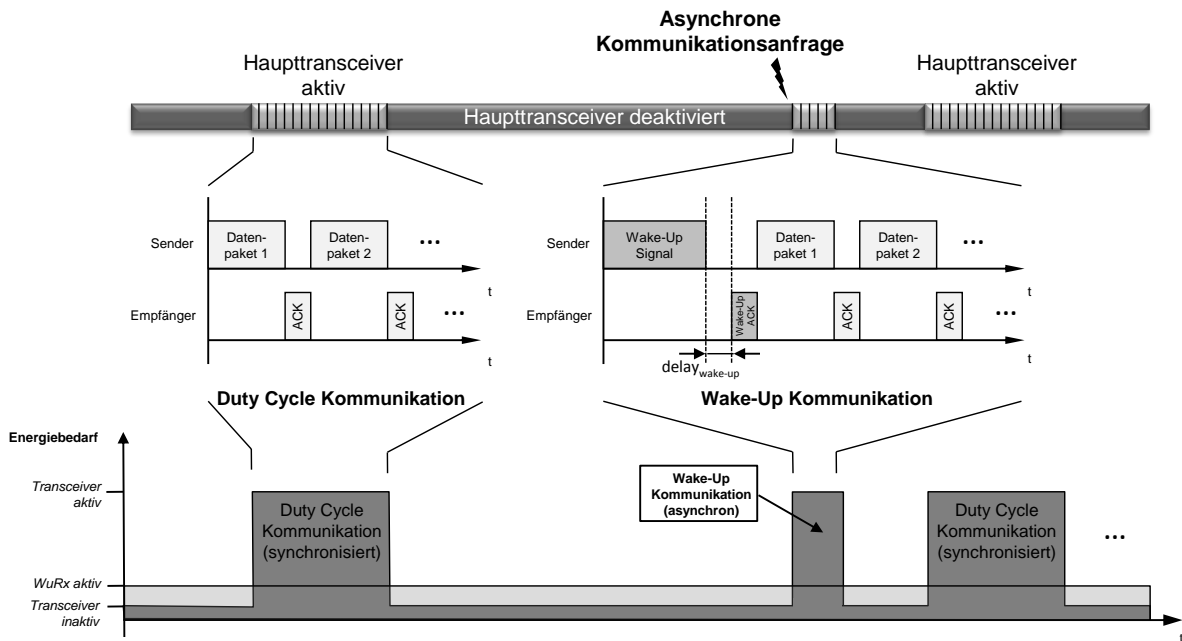 Asynchrone
Kommunikationsanfrage
Haupttransceiver
aktiv
Haupttransceiver
aktiv
Haupttransceiver deaktiviert
Sender
Daten-
paket 1
Daten-
paket 2
...
t
Empfänger
ACK
ACK
...
t
Sender
Wake-Up
Signal
Daten-
paket 1
Daten-
paket 2
...
t
Empfänger
Wake-Up
ACK
ACK
ACK
...
t
delay wake-up
Duty Cycle Kommunikation
Wake-Up Kommunikation
Energiebedarf
Transceiver
aktiv
WuRx aktiv
Transceiver
inaktiv
Duty Cycle
Kommunikation
(synchronisiert)
Wake-Up
Kommunikation
(asynchron)
Duty Cycle
Kommunikation
(synchronisiert)
...
t